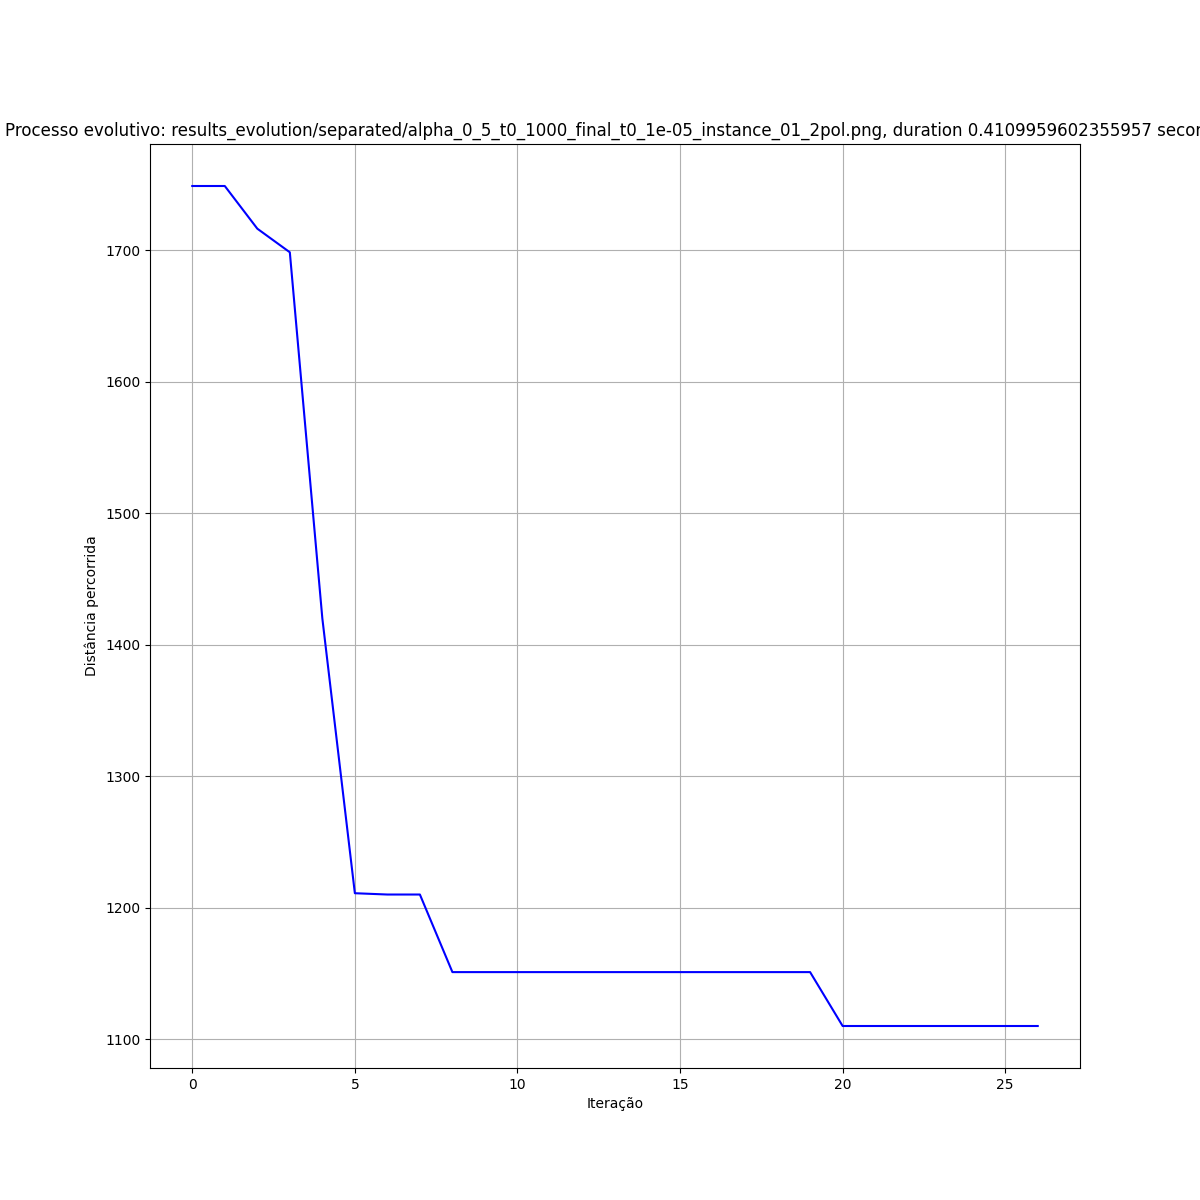 Processo evolutivo: results_evolution/separated/alpha_0_5_t0_1000_final_t0_1e-05_instance_01_2pol.png, duration 0.4109959602355957
1700
1600
1500
1400
1300
1200
1100
Distância percorrida
0 5 10 15 20 25
Iteração